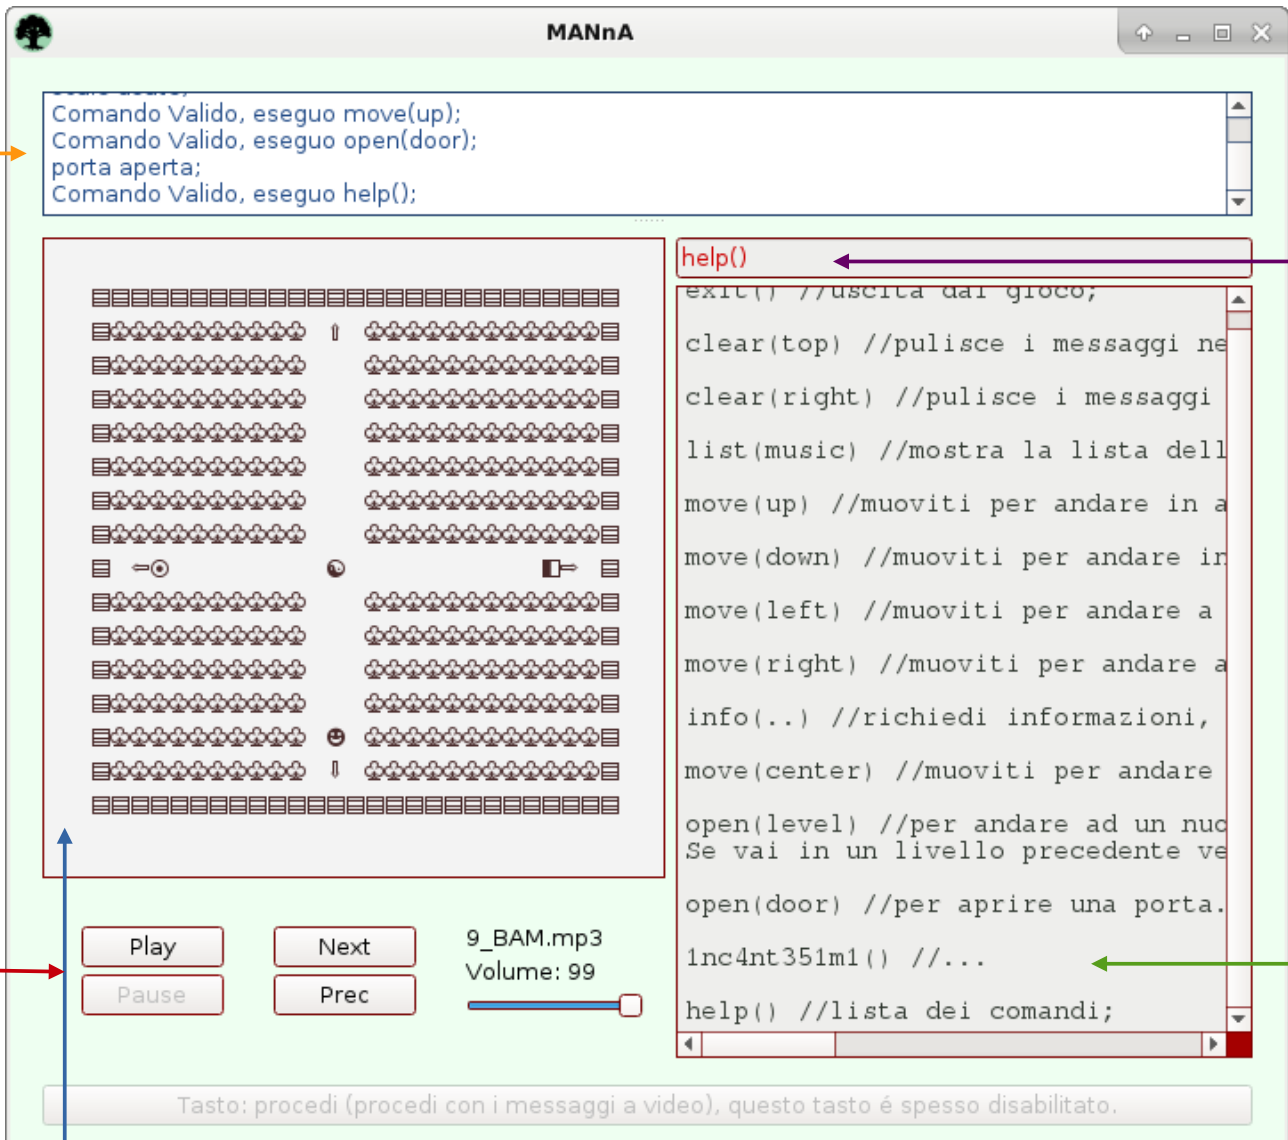 MANnA
Comando Valido, eseguo move(up);
Comando Valido, eseguo open(door);
porta aperta;
Comando Valido, eseguo help();
help()
exit() //uscita dal gioco;
clear(top) //pulisce i messaggi ne
clear(right) //pulisce i messaggi
list(music) //mostra la lista dell
move(up) //muoviti per andare in a
move(down) //muoviti per andare in
move(left) //muoviti per andare a
move(right) //muoviti per andare a
info(..) //richiedi informazioni,
move(center) //muoviti per andare
open(level) //per andare ad un nuo
Se vai in un livello precedente ve
open(door) //per aprire una porta.
1nc4nt351m1() //...
help() //lista dei comandi;
Play
Next
9_BAM.mp3
Volume: 99
Pause
Prec
Tasto: procedi (procedi con i messaggi a video), questo tasto é spesso disabilitato.